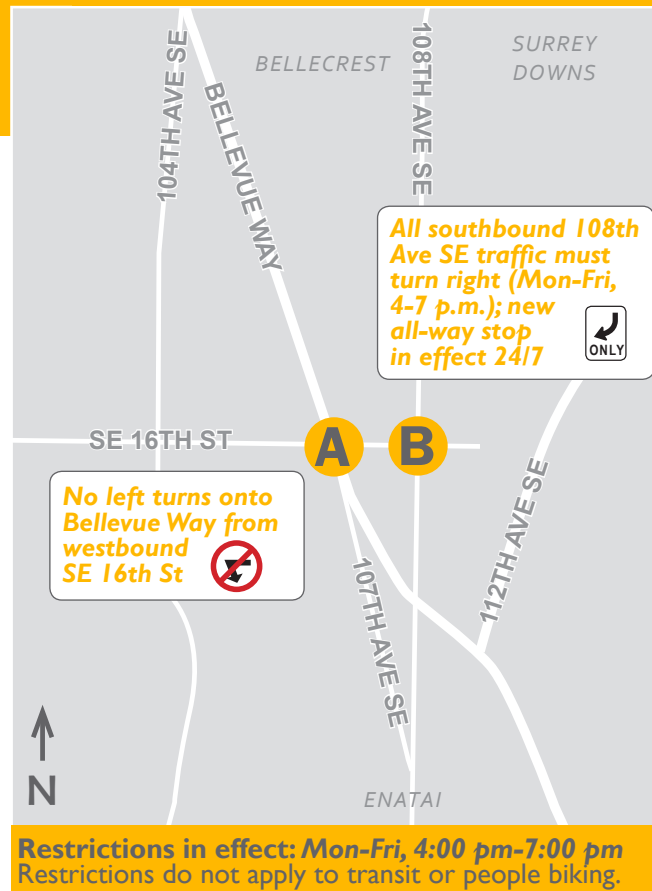 BELLECREST
SURREY
DOWNS
104TH AVE SE
BELLEVUE WAY
108TH AVE SE
All southbound 108th
Ave SE traffic must
turn right (Mon-Fri,
4-7 p.m.); new
all-way stop
in effect 24/7
ONLY
SE 16TH ST
A
B
No left turns onto
Bellevue Way from
westbound
SE 16th St
107TH AVE SE
112TH AVE SE
N
ENATAI
Restrictions in effect: Mon-Fri, 4:00 pm-7:00 pm
Restrictions do not apply to transit or people biking.